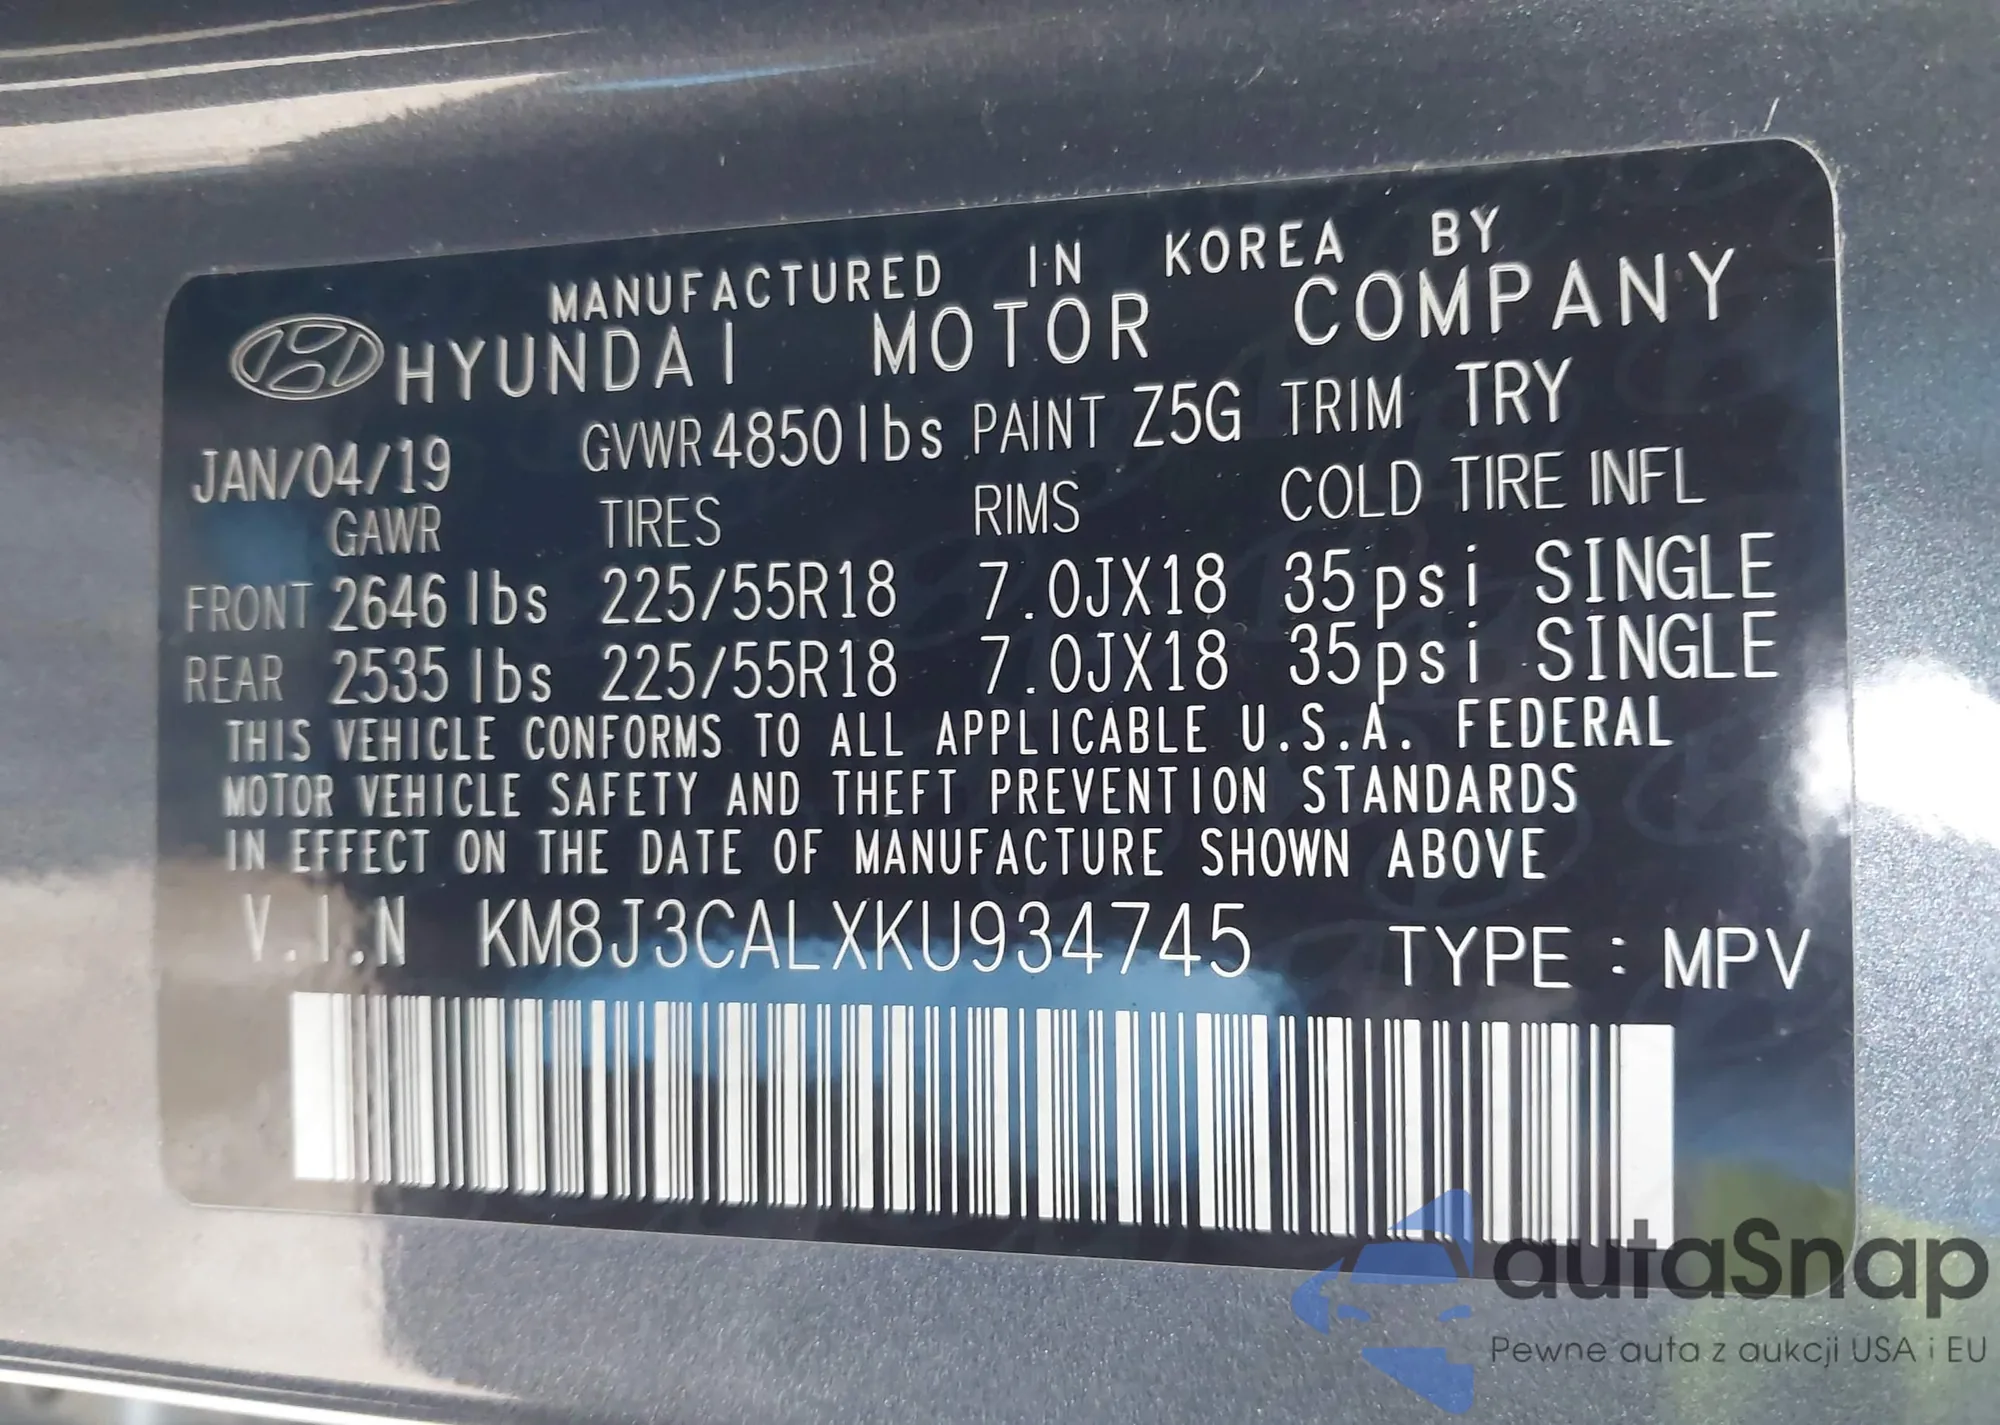 MANUFACTURED IN KOREA BY
HYUNDAI MOTOR COMPANY
JAN/04/19 GVWR 4850lbs PAINT Z5G TRIM TRY
GAWR TIRES RIMS COLD TIRE INFL
FRONT 2646 lbs 225/55R18 7.0JX18 35psi SINGLE
REAR 2535 lbs 225/55R18 7.0JX18 35psi SINGLE
THIS VEHICLE CONFORMS TO ALL APPLICABLE U.S.A. FEDERAL
MOTOR VEHICLE SAFETY AND THEFT PREVENTION STANDARDS
IN EFFECT ON THE DATE OF MANUFACTURE SHOWN ABOVE
V.I.N KM8J3CALXKU934745 TYPE : MPV
autaSnap
Pewne auta z aukcji USA i EU